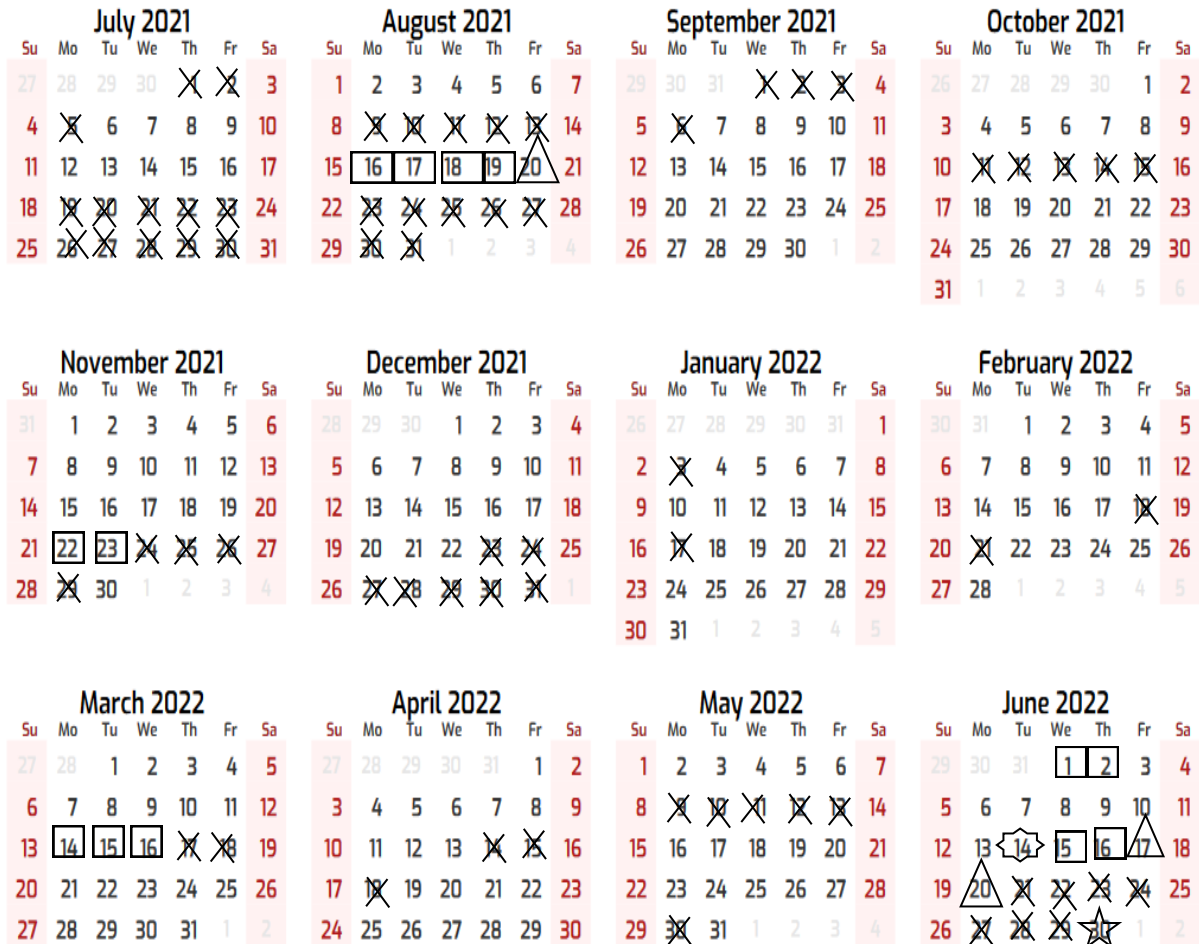 July 2021 August 2021 September 2021 October 2021
Su Mo Tu We Th Fr Sa Su Mo Tu We Th Fr Sa Su Mo Tu We Th Fr Sa Su Mo Tu We Th Fr Sa
27 28 29 30 1 2 3 1 2 3 4 5 6 7 29 30 31 1 2 3 4 26 27 28 29 30 1 2
4 5 6 7 8 9 10 8 9 10 11 12 13 14 5 6 7 8 9 10 11 3 4 5 6 7 8 9
11 12 13 14 15 16 17 15 16 17 18 19 20 21 12 13 14 15 16 17 18 10 11 12 13 14 15 16
18 19 20 21 22 23 24 22 23 24 25 26 27 28 19 20 21 22 23 24 25 17 18 19 20 21 22 23
25 26 27 28 29 30 31 29 30 31 1 2 3 4 26 27 28 29 30 1 2 24 25 26 27 28 29 30
31 1 2 3 4 5 6
November 2021 December 2021 January 2022 February 2022
Su Mo Tu We Th Fr Sa Su Mo Tu We Th Fr Sa Su Mo Tu We Th Fr Sa Su Mo Tu We Th Fr Sa
31 1 2 3 4 5 6 28 29 30 1 2 3 4 26 27 28 29 30 31 1 30 31 1 2 3 4 5
7 8 9 10 11 12 13 5 6 7 8 9 10 11 2 3 4 5 6 7 8 6 7 8 9 10 11 12
14 15 16 17 18 19 20 12 13 14 15 16 17 18 9 10 11 12 13 14 15 13 14 15 16 17 18 19
21 22 23 24 25 26 27 19 20 21 22 23 24 25 16 17 18 19 20 21 22 20 21 22 23 24 25 26
28 29 30 1 2 3 4 26 27 28 29 30 31 1 23 24 25 26 27 28 29 27 28 1 2 3 4 5
30 31 1 2 3 4 5
March 2022 April 2022 May 2022 June 2022
Su Mo Tu We Th Fr Sa Su Mo Tu We Th Fr Sa Su Mo Tu We Th Fr Sa Su Mo Tu We Th Fr Sa
27 28 1 2 3 4 5 27 28 29 30 31 1 2 1 2 3 4 5 6 7 29 30 31 1 2 3 4
6 7 8 9 10 11 12 3 4 5 6 7 8 9 8 9 10 11 12 13 14 5 6 7 8 9 10 11
13 14 15 16 17 18 19 10 11 12 13 14 15 16 15 16 17 18 19 20 21 12 13 14 15 16 17 18
20 21 22 23 24 25 26 17 18 19 20 21 22 23 22 23 24 25 26 27 28 19 20 21 22 23 24 25
27 28 29 30 31 1 2 24 25 26 27 28 29 30 29 30 31 1 2 3 4 26 27 28 29 30 1 2